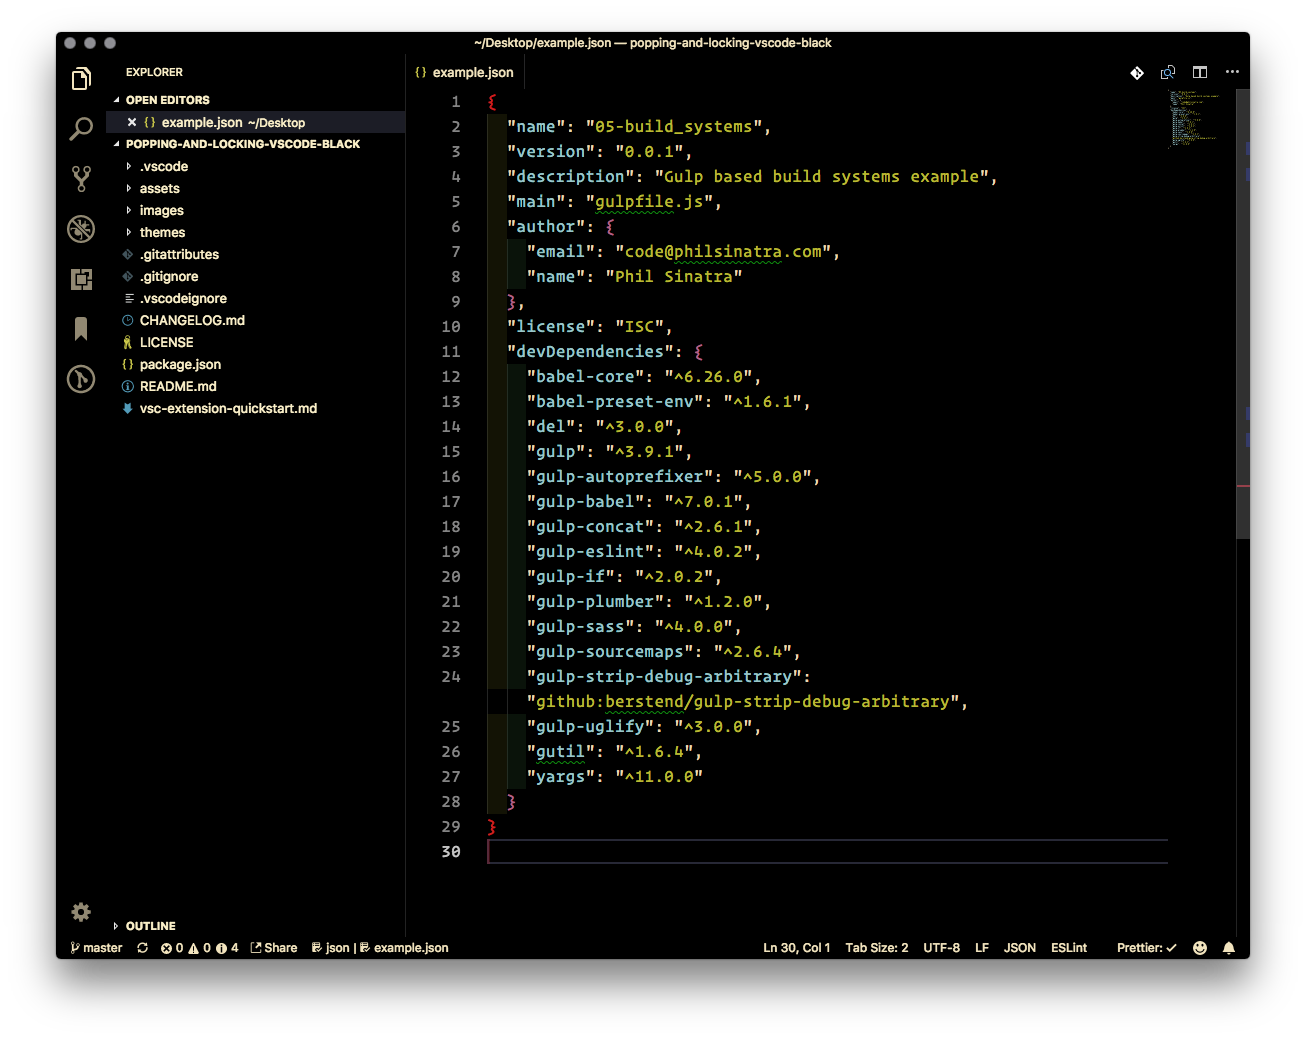 ~/Desktop/example.json — popping-and-locking-vscode-black
EXPLORER
OPEN EDITORS
{} example.json ~/Desktop
POPPING-AND-LOCKING-VSCODE-BLACK
.vscode
assets
images
themes
.gitattributes
.gitignore
.vscodeignore
CHANGELOG.md
LICENSE
{} package.json
README.md
vsc-extension-quickstart.md
OUTLINE
{} example.json
1 {
2 "name": "05-build_systems",
3 "version": "0.0.1",
4 "description": "Gulp based build systems example",
5 "main": "gulpfile.js",
6 "author": {
7 "email": "code@philsinatra.com",
8 "name": "Phil Sinatra"
9 },
10 "license": "ISC",
11 "devDependencies": {
12 "babel-core": "^6.26.0",
13 "babel-preset-env": "^1.6.1",
14 "del": "^3.0.0",
15 "gulp": "^3.9.1",
16 "gulp-autoprefixer": "^5.0.0",
17 "gulp-babel": "^7.0.1",
18 "gulp-concat": "^2.6.1",
19 "gulp-eslint": "^4.0.2",
20 "gulp-if": "^2.0.2",
21 "gulp-plumber": "^1.2.0",
22 "gulp-sass": "^4.0.0",
23 "gulp-sourcemaps": "^2.6.4",
24 "gulp-strip-debug-arbitrary":
"github:berstend/gulp-strip-debug-arbitrary",
25 "gulp-uglify": "^3.0.0",
26 "gutil": "^1.6.4",
27 "yargs": "^11.0.0"
28 }
29 }
30
master 0 0 4 Share json | example.json Ln 30, Col 1 Tab Size: 2 UTF-8 LF JSON ESLint Prettier: ✓